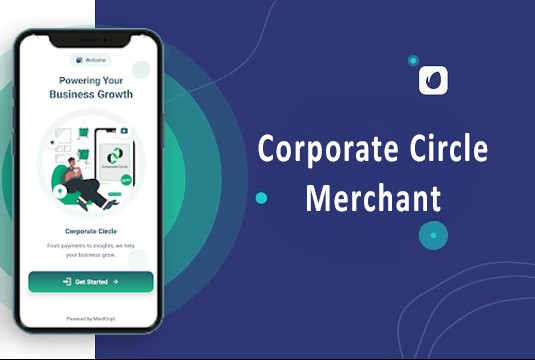 Welcome
Powering Your
Business Growth
Corporate Circle
Corporate Circle
From payments to insights, we help
your business grow.
Get Started
Powered by MindCript
Corporate Circle
Merchant